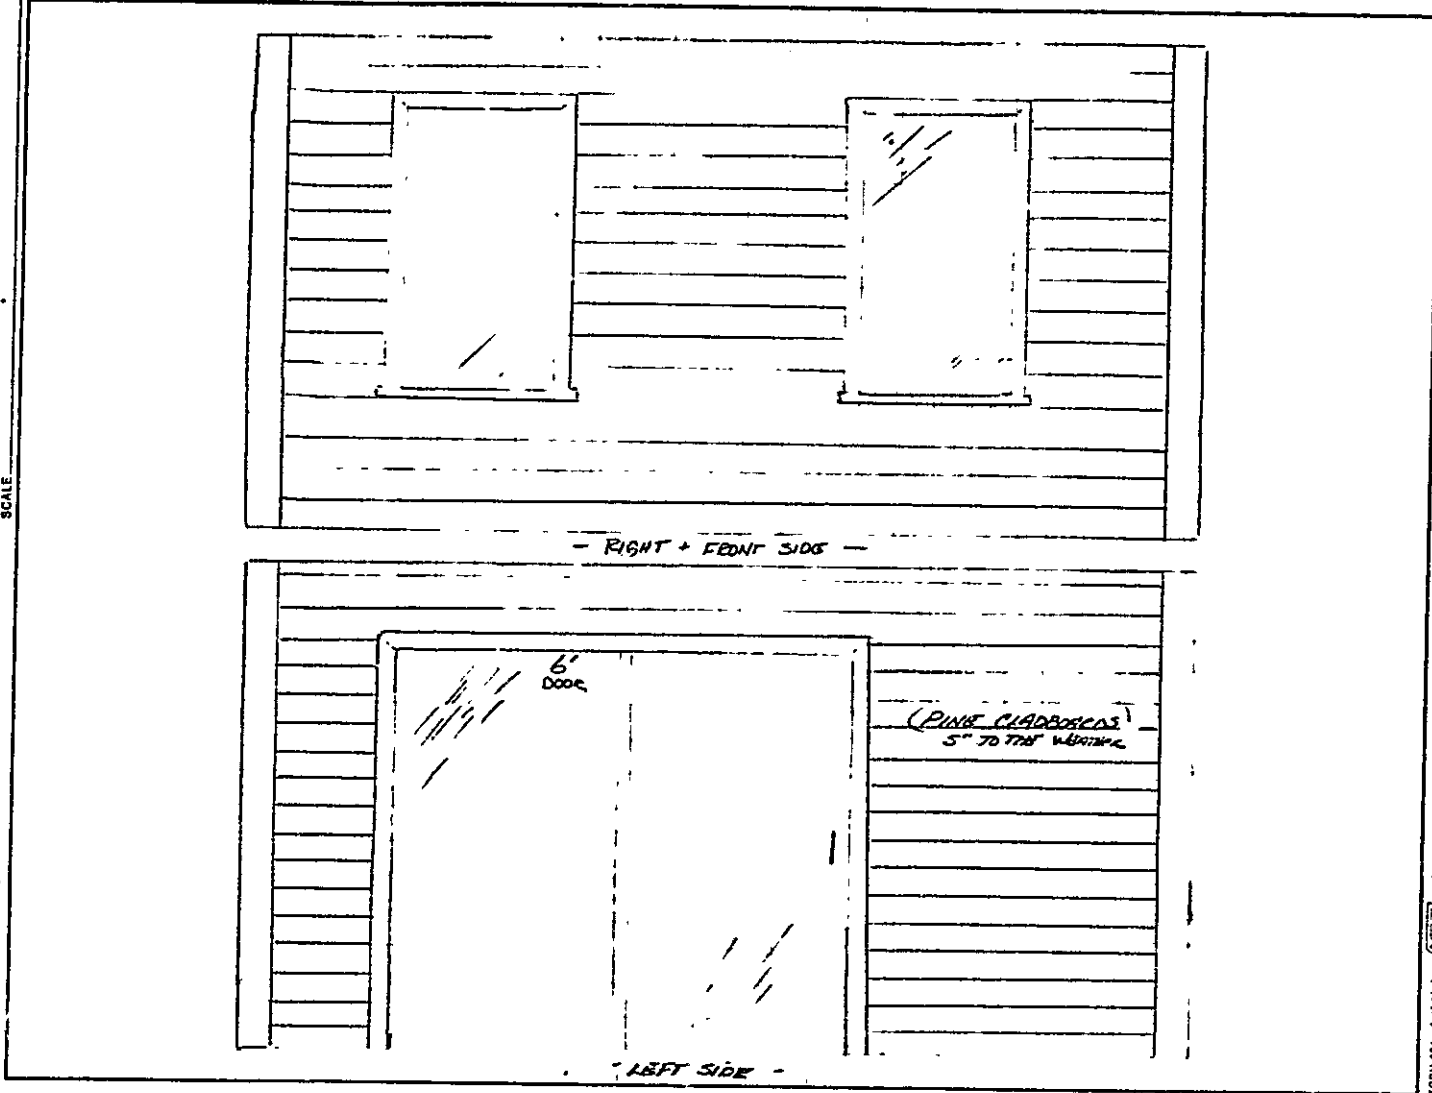 SCALE
- RIGHT + FRONT SIDE -
6'
DOOR
(PINE CLADBOARDS)
5" TO THE WEATHER
- LEFT SIDE -